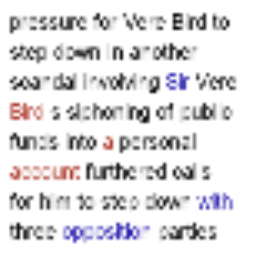 pressure for Vere Bird to
step down in another
scandal involving Sir Vere
Bird s siphoning of public
funds into a personal
account furthered calls
for him to step down with
three opposition parties